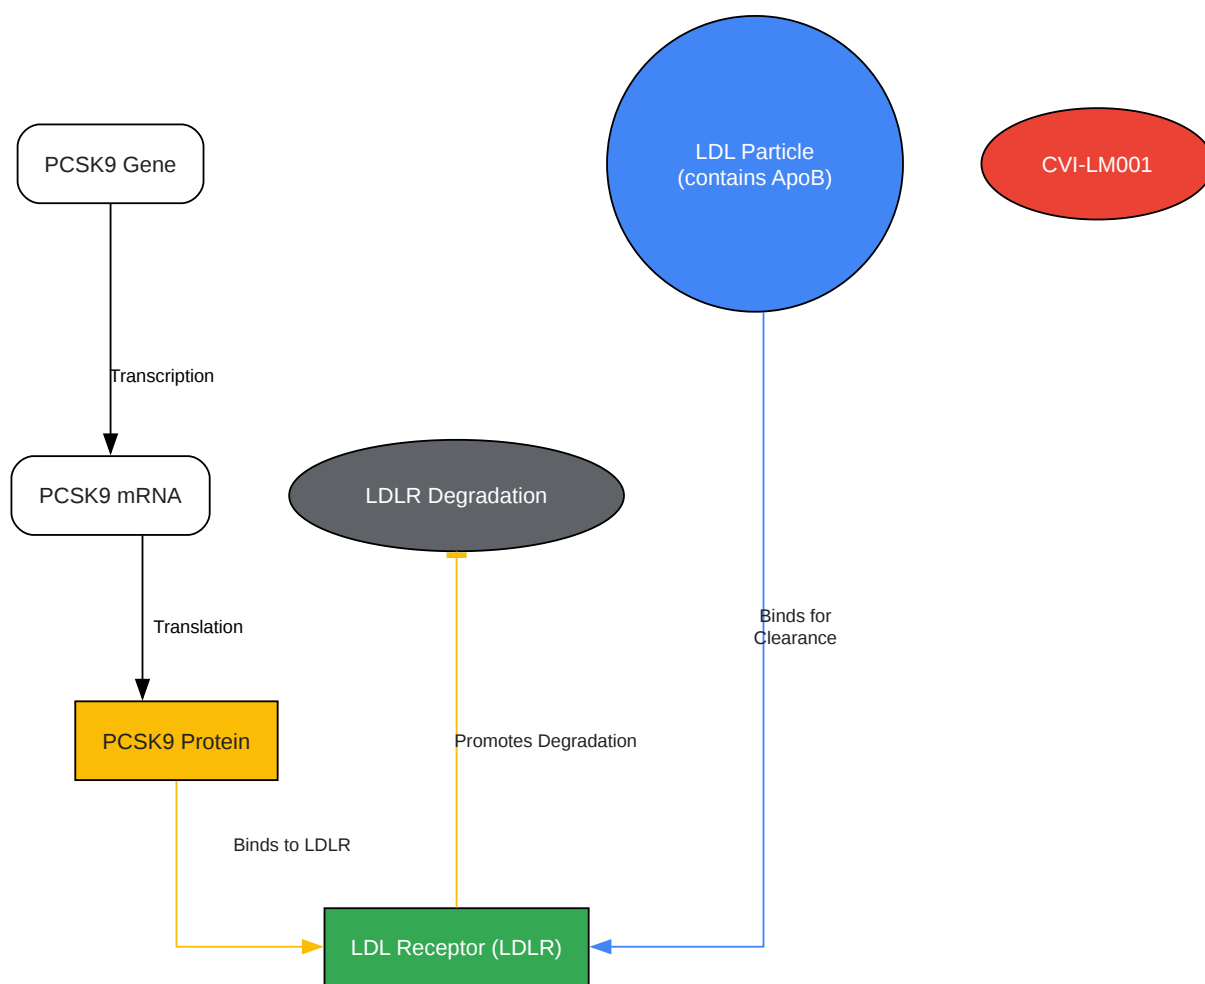 LDL Particle
(contains ApoB)
PCSK9 Gene
CVI-LM001
Transcription
PCSK9 mRNA
LDLR Degradation
Binds for
Clearance
Translation
PCSK9 Protein
Promotes Degradation
Binds to LDLR
LDL Receptor (LDLR)